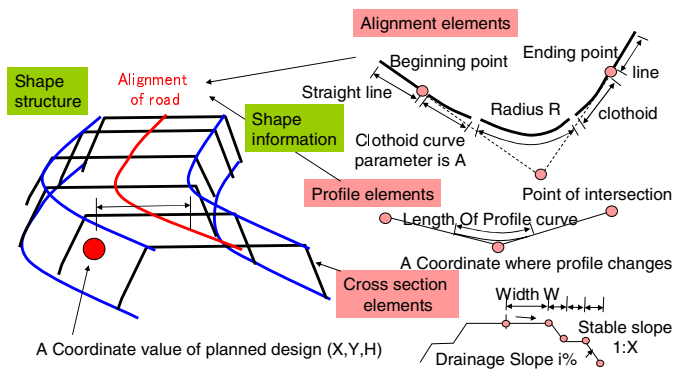 Alignment elements
Beginning point
Ending point
Straight line
line
Radius R
clothoid
Clothoid curve
parameter is A
Point of intersection
Shape
structure
Alignment
of road
Shape
information
Profile elements
Length Of Profile curve
A Coordinate where profile changes
Cross section
elements
Width W
Stable slope
1:X
Drainage Slope i%
A Coordinate value of planned design (X,Y,H)